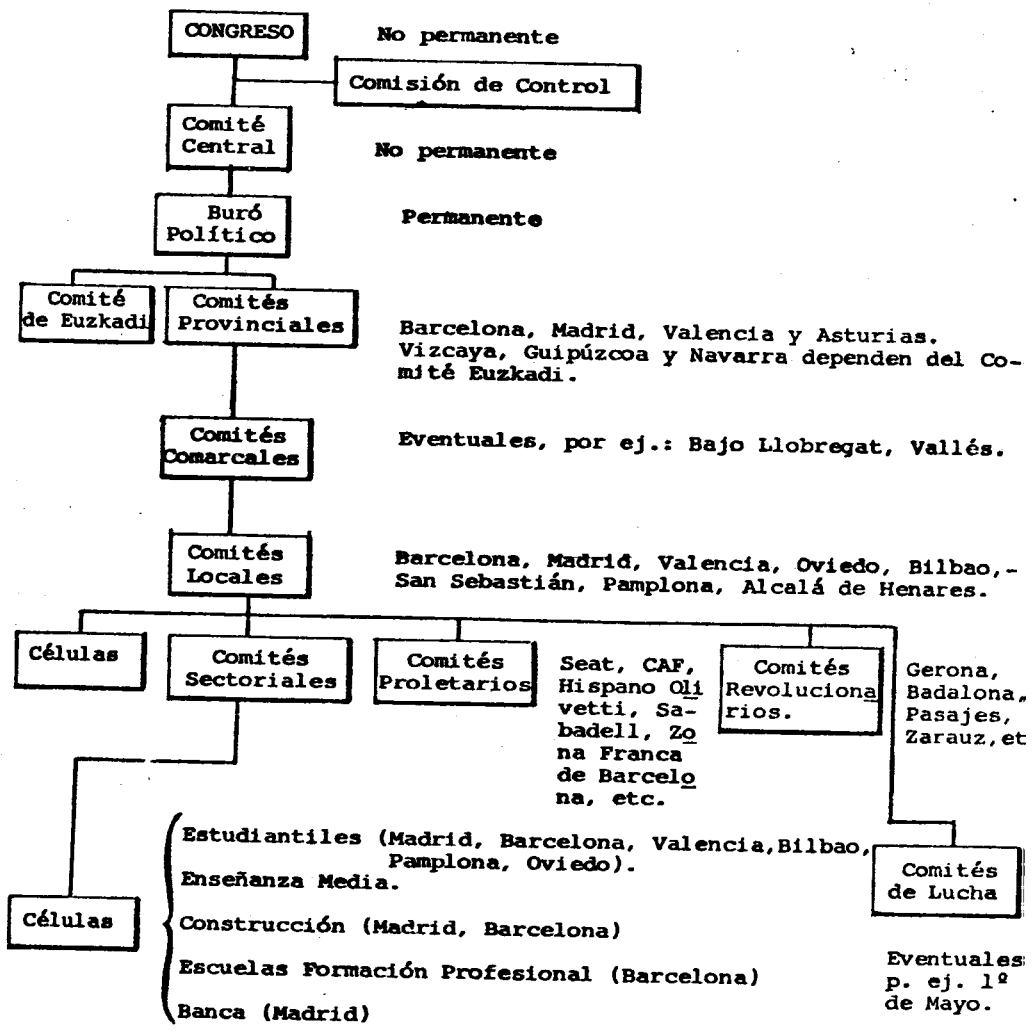 CONGRESO
No permanente
Comisión de Control
Comité
Central
No permanente
Buró
Político
Permanente
Comité
de Euzkadi
Comités
Provinciales
Barcelona, Madrid, Valencia y Asturias.
Vizcaya, Guipúzcoa y Navarra dependen del Co-
mité Euzkadi.
Comités
Comarcales
Eventuales, por ej.: Bajo Llobregat, Vallés.
Comités
Locales
Barcelona, Madrid, Valencia, Oviedo, Bilbao,-
San Sebastián, Pamplona, Alcalá de Henares.
Células
Comités
Sectoriales
Comités
Proletarios
Seat, CAF,
Hispano Oli
vetti, Sa-
badell, Zo
na Franca
de Barcelo
na, etc.
Comités
Revoluciona
rios.
Gerona,
Badalona,
Pasajes,
Zarauz,et
Células
Estudiantiles (Madrid, Barcelona, Valencia,Bilbao,
Pamplona, Oviedo).
Enseñanza Media.
Construcción (Madrid, Barcelona)
Escuelas Formación Profesional (Barcelona)
Banca (Madrid)
Comités
de Lucha
Eventuales
p. ej. 1º
de Mayo.